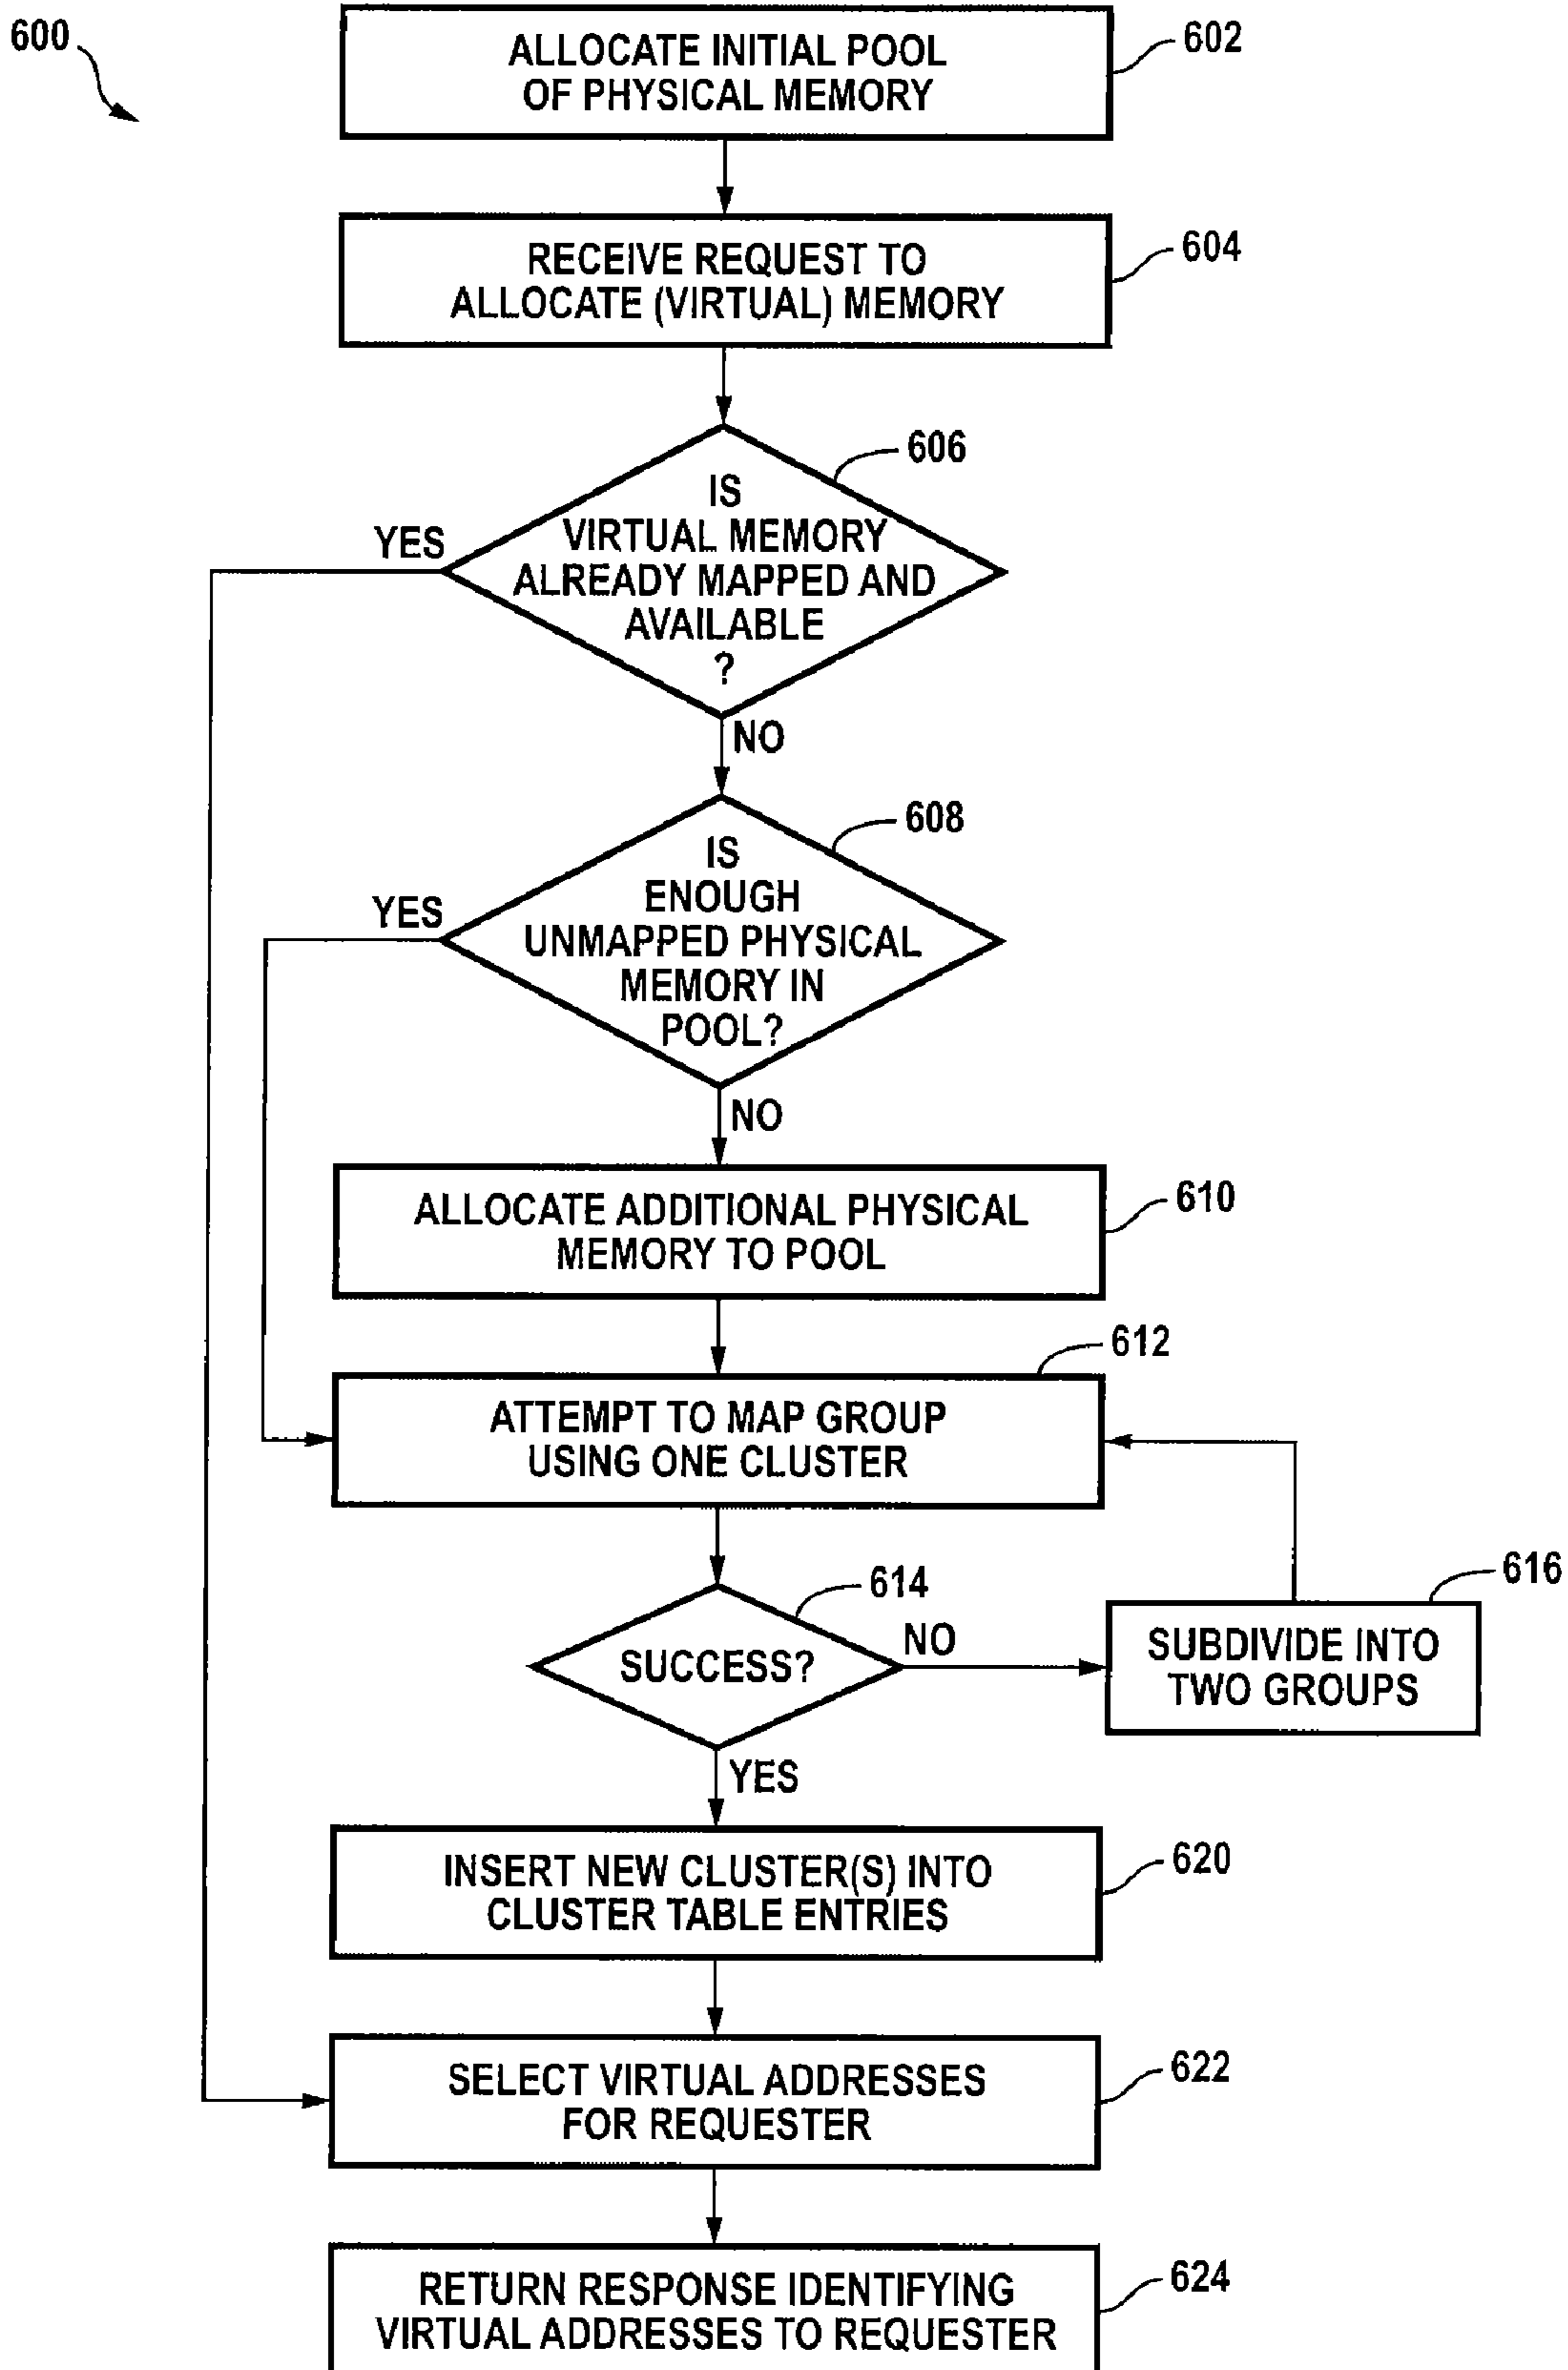 600
ALLOCATE INITIAL POOL
OF PHYSICAL MEMORY
602
RECEIVE REQUEST TO
ALLOCATE (VIRTUAL) MEMORY
604
606
IS
VIRTUAL MEMORY
ALREADY MAPPED AND
AVAILABLE
?
YES
NO
608
IS
ENOUGH
UNMAPPED PHYSICAL
MEMORY IN
POOL?
YES
NO
ALLOCATE ADDITIONAL PHYSICAL
MEMORY TO POOL
610
612
ATTEMPT TO MAP GROUP
USING ONE CLUSTER
614
SUCCESS?
NO
616
SUBDIVIDE INTO
TWO GROUPS
YES
INSERT NEW CLUSTER(S) INTO
CLUSTER TABLE ENTRIES
620
SELECT VIRTUAL ADDRESSES
FOR REQUESTER
622
RETURN RESPONSE IDENTIFYING
VIRTUAL ADDRESSES TO REQUESTER
624